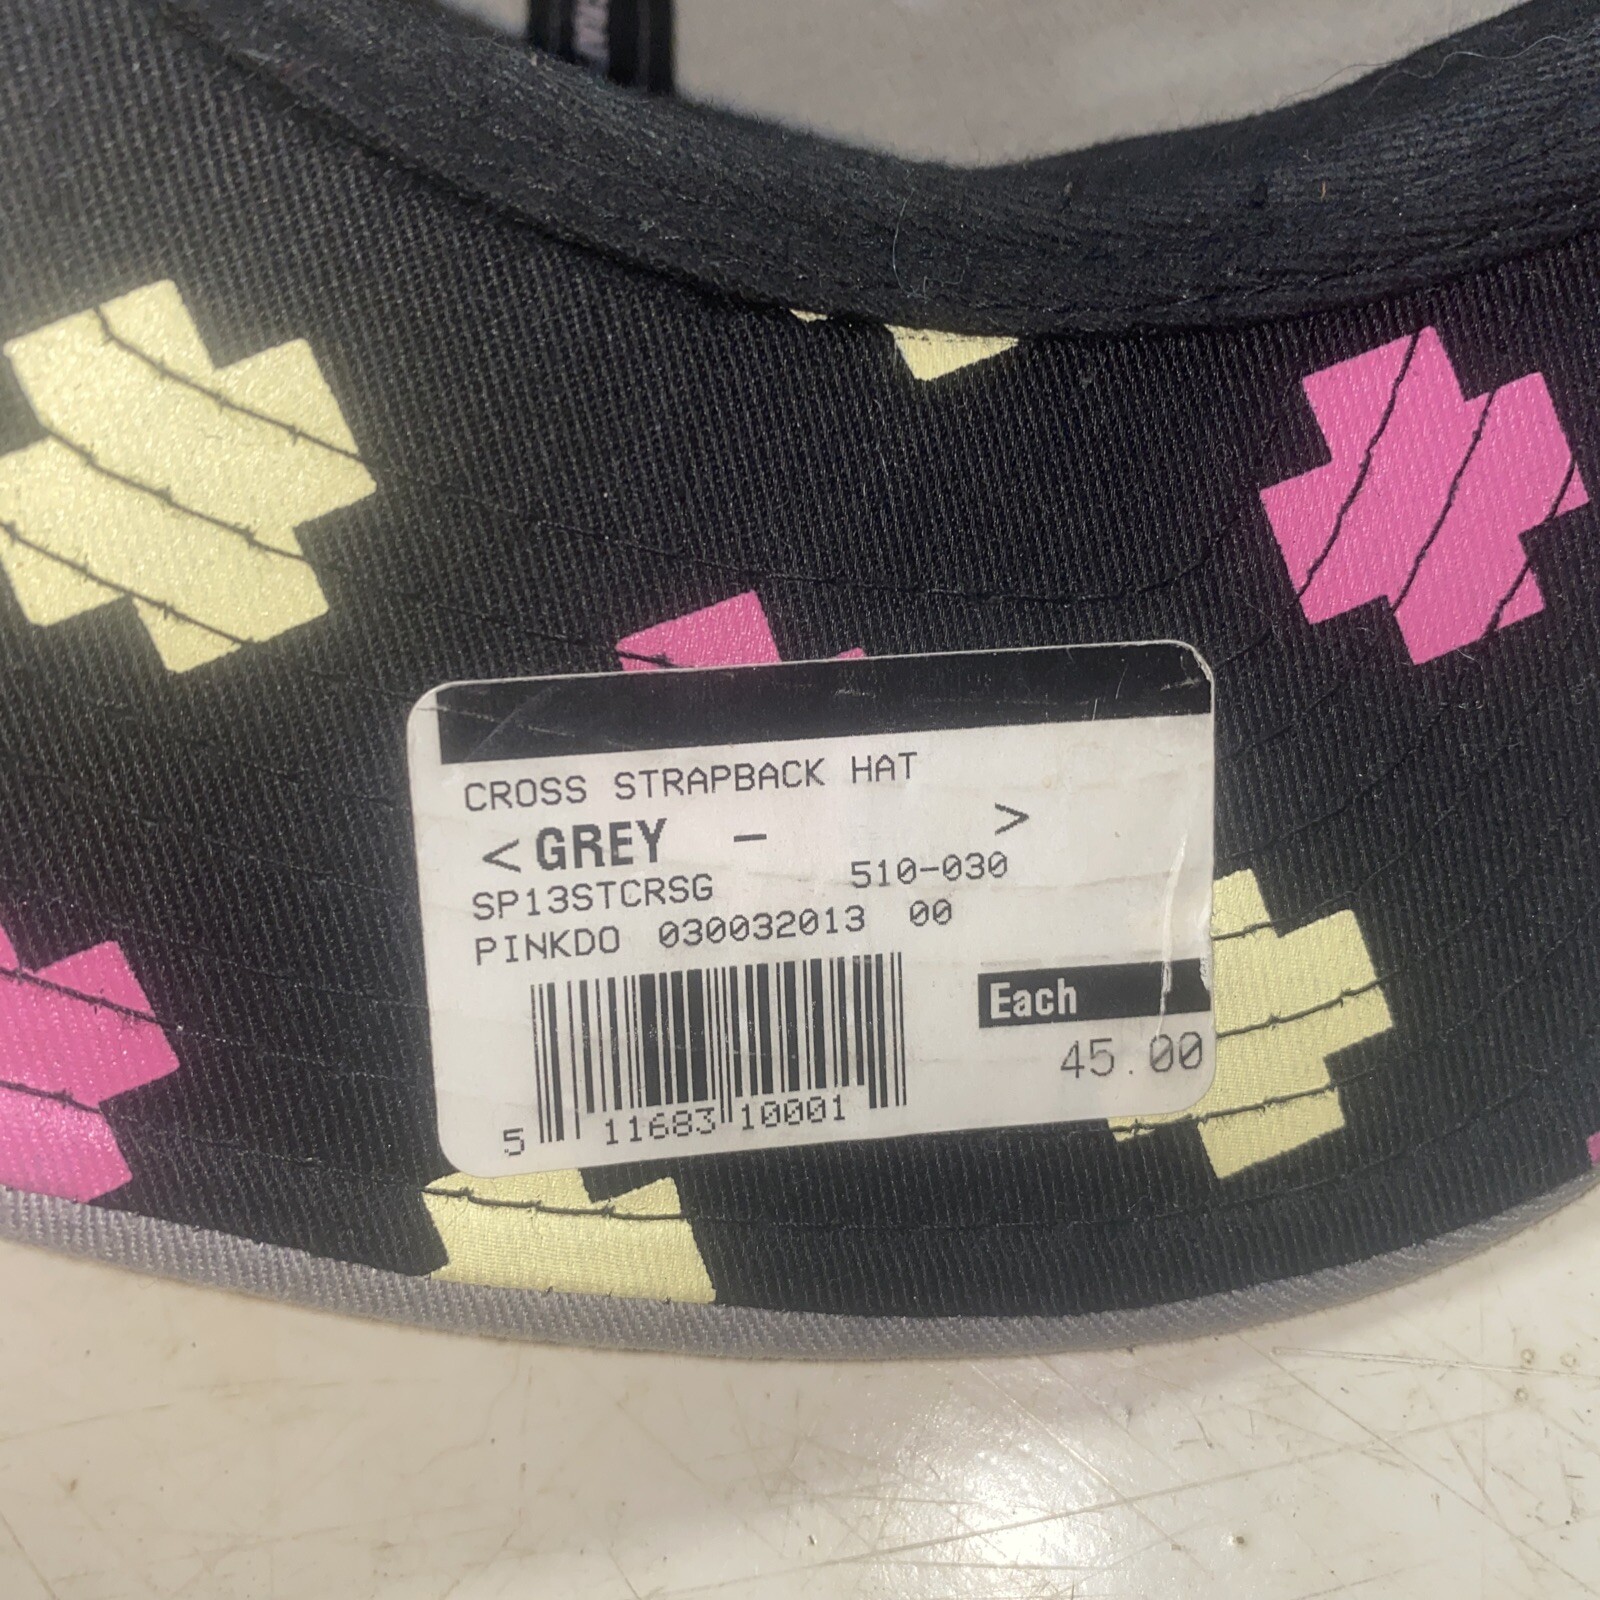 CROSS STRAPBACK HAT
<GREY - >
SP13STCRSG 510-030
PINKDO 030032013 00
Each
45.00
5 11683 10001